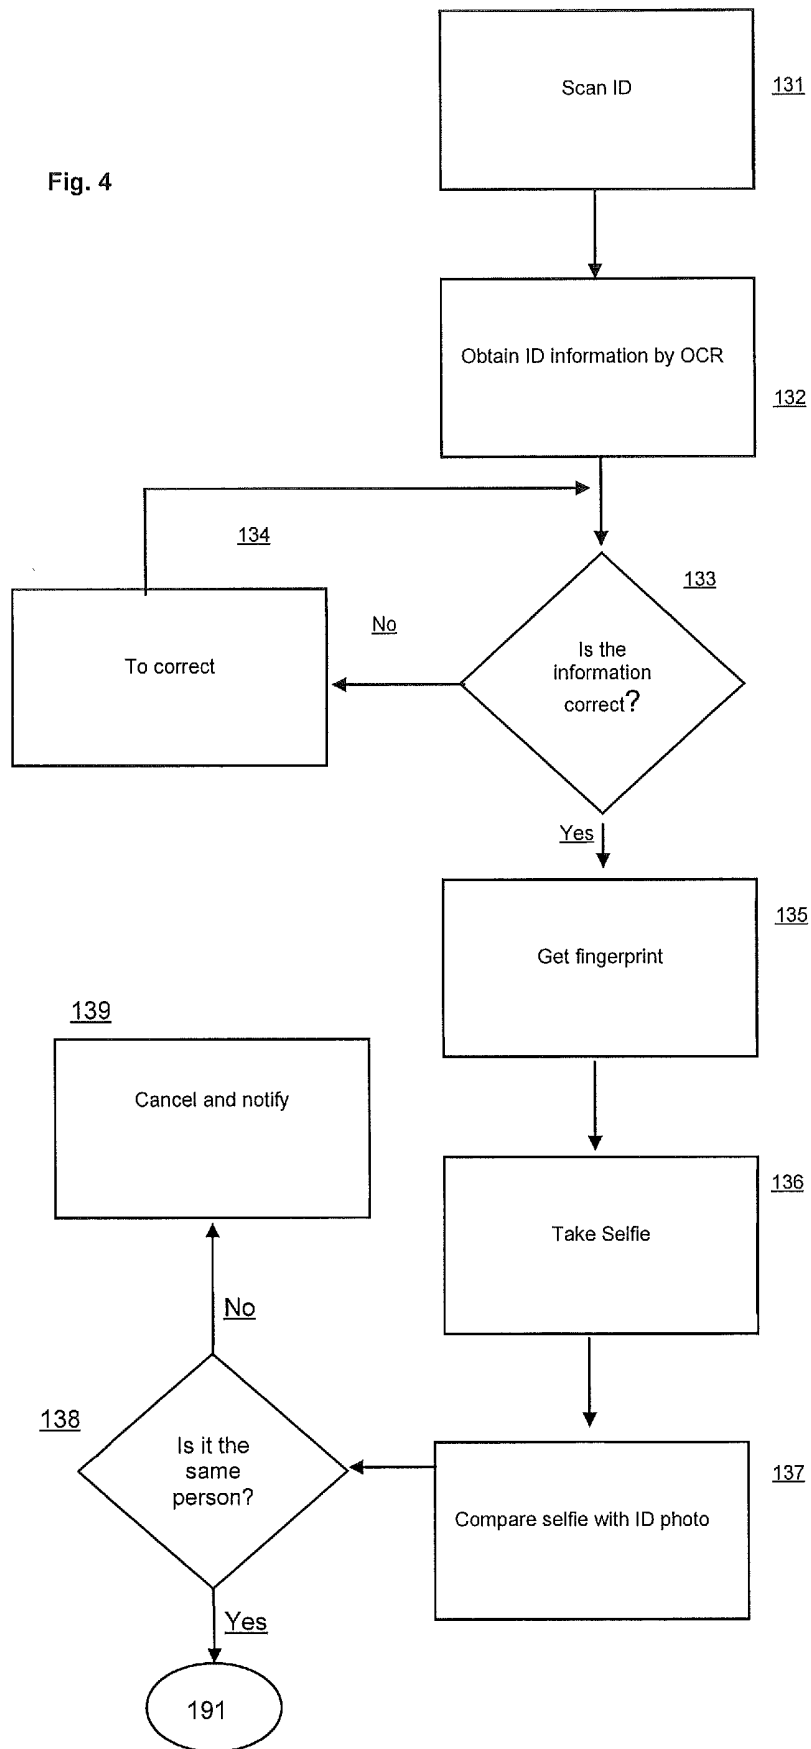 Scan ID
131
Fig. 4
Obtain ID information by OCR
132
134
133
No
Is the
information
correct?
To correct
Yes
135
Get fingerprint
139
Cancel and notify
136
Take Selfie
No
138
Is it the
same
person?
137
Compare selfie with ID photo
Yes
191